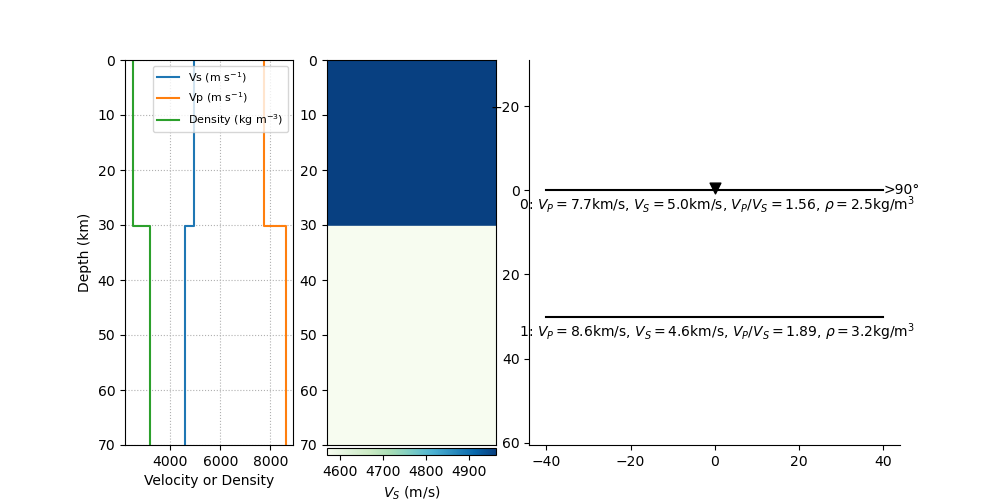 0
10
20
30
40
50
60
70
Depth (km)
4000 6000 8000
Velocity or Density
Vs (m s⁻¹)
Vp (m s⁻¹)
Density (kg m⁻³)
0
10
20
30
40
50
60
70
4600 4700 4800 4900
V_S (m/s)
−20
0
20
40
60
−40 −20 0 20 40
>90°
0: V_P = 7.7km/s, V_S = 5.0km/s, V_P/V_S = 1.56, ρ = 2.5kg/m³
1: V_P = 8.6km/s, V_S = 4.6km/s, V_P/V_S = 1.89, ρ = 3.2kg/m³